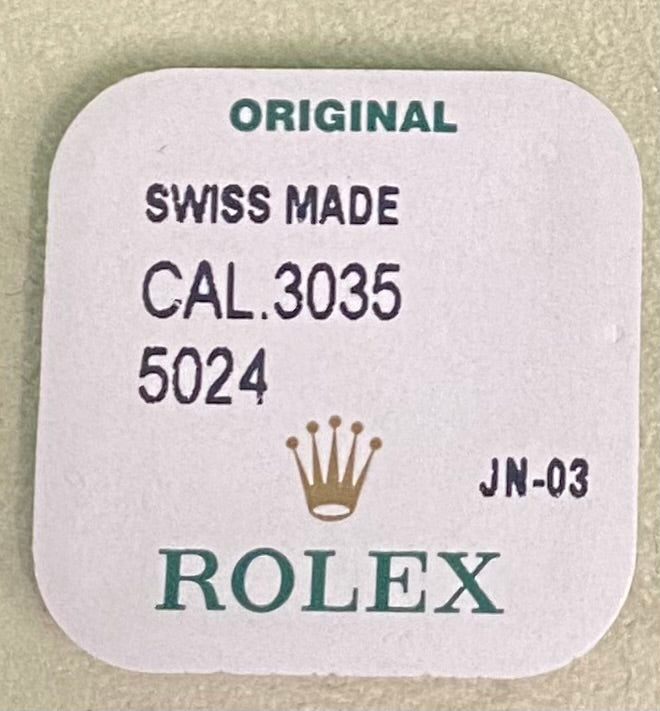 ORIGINAL
SWISS MADE
CAL.3035
5024
JN-03
ROLEX